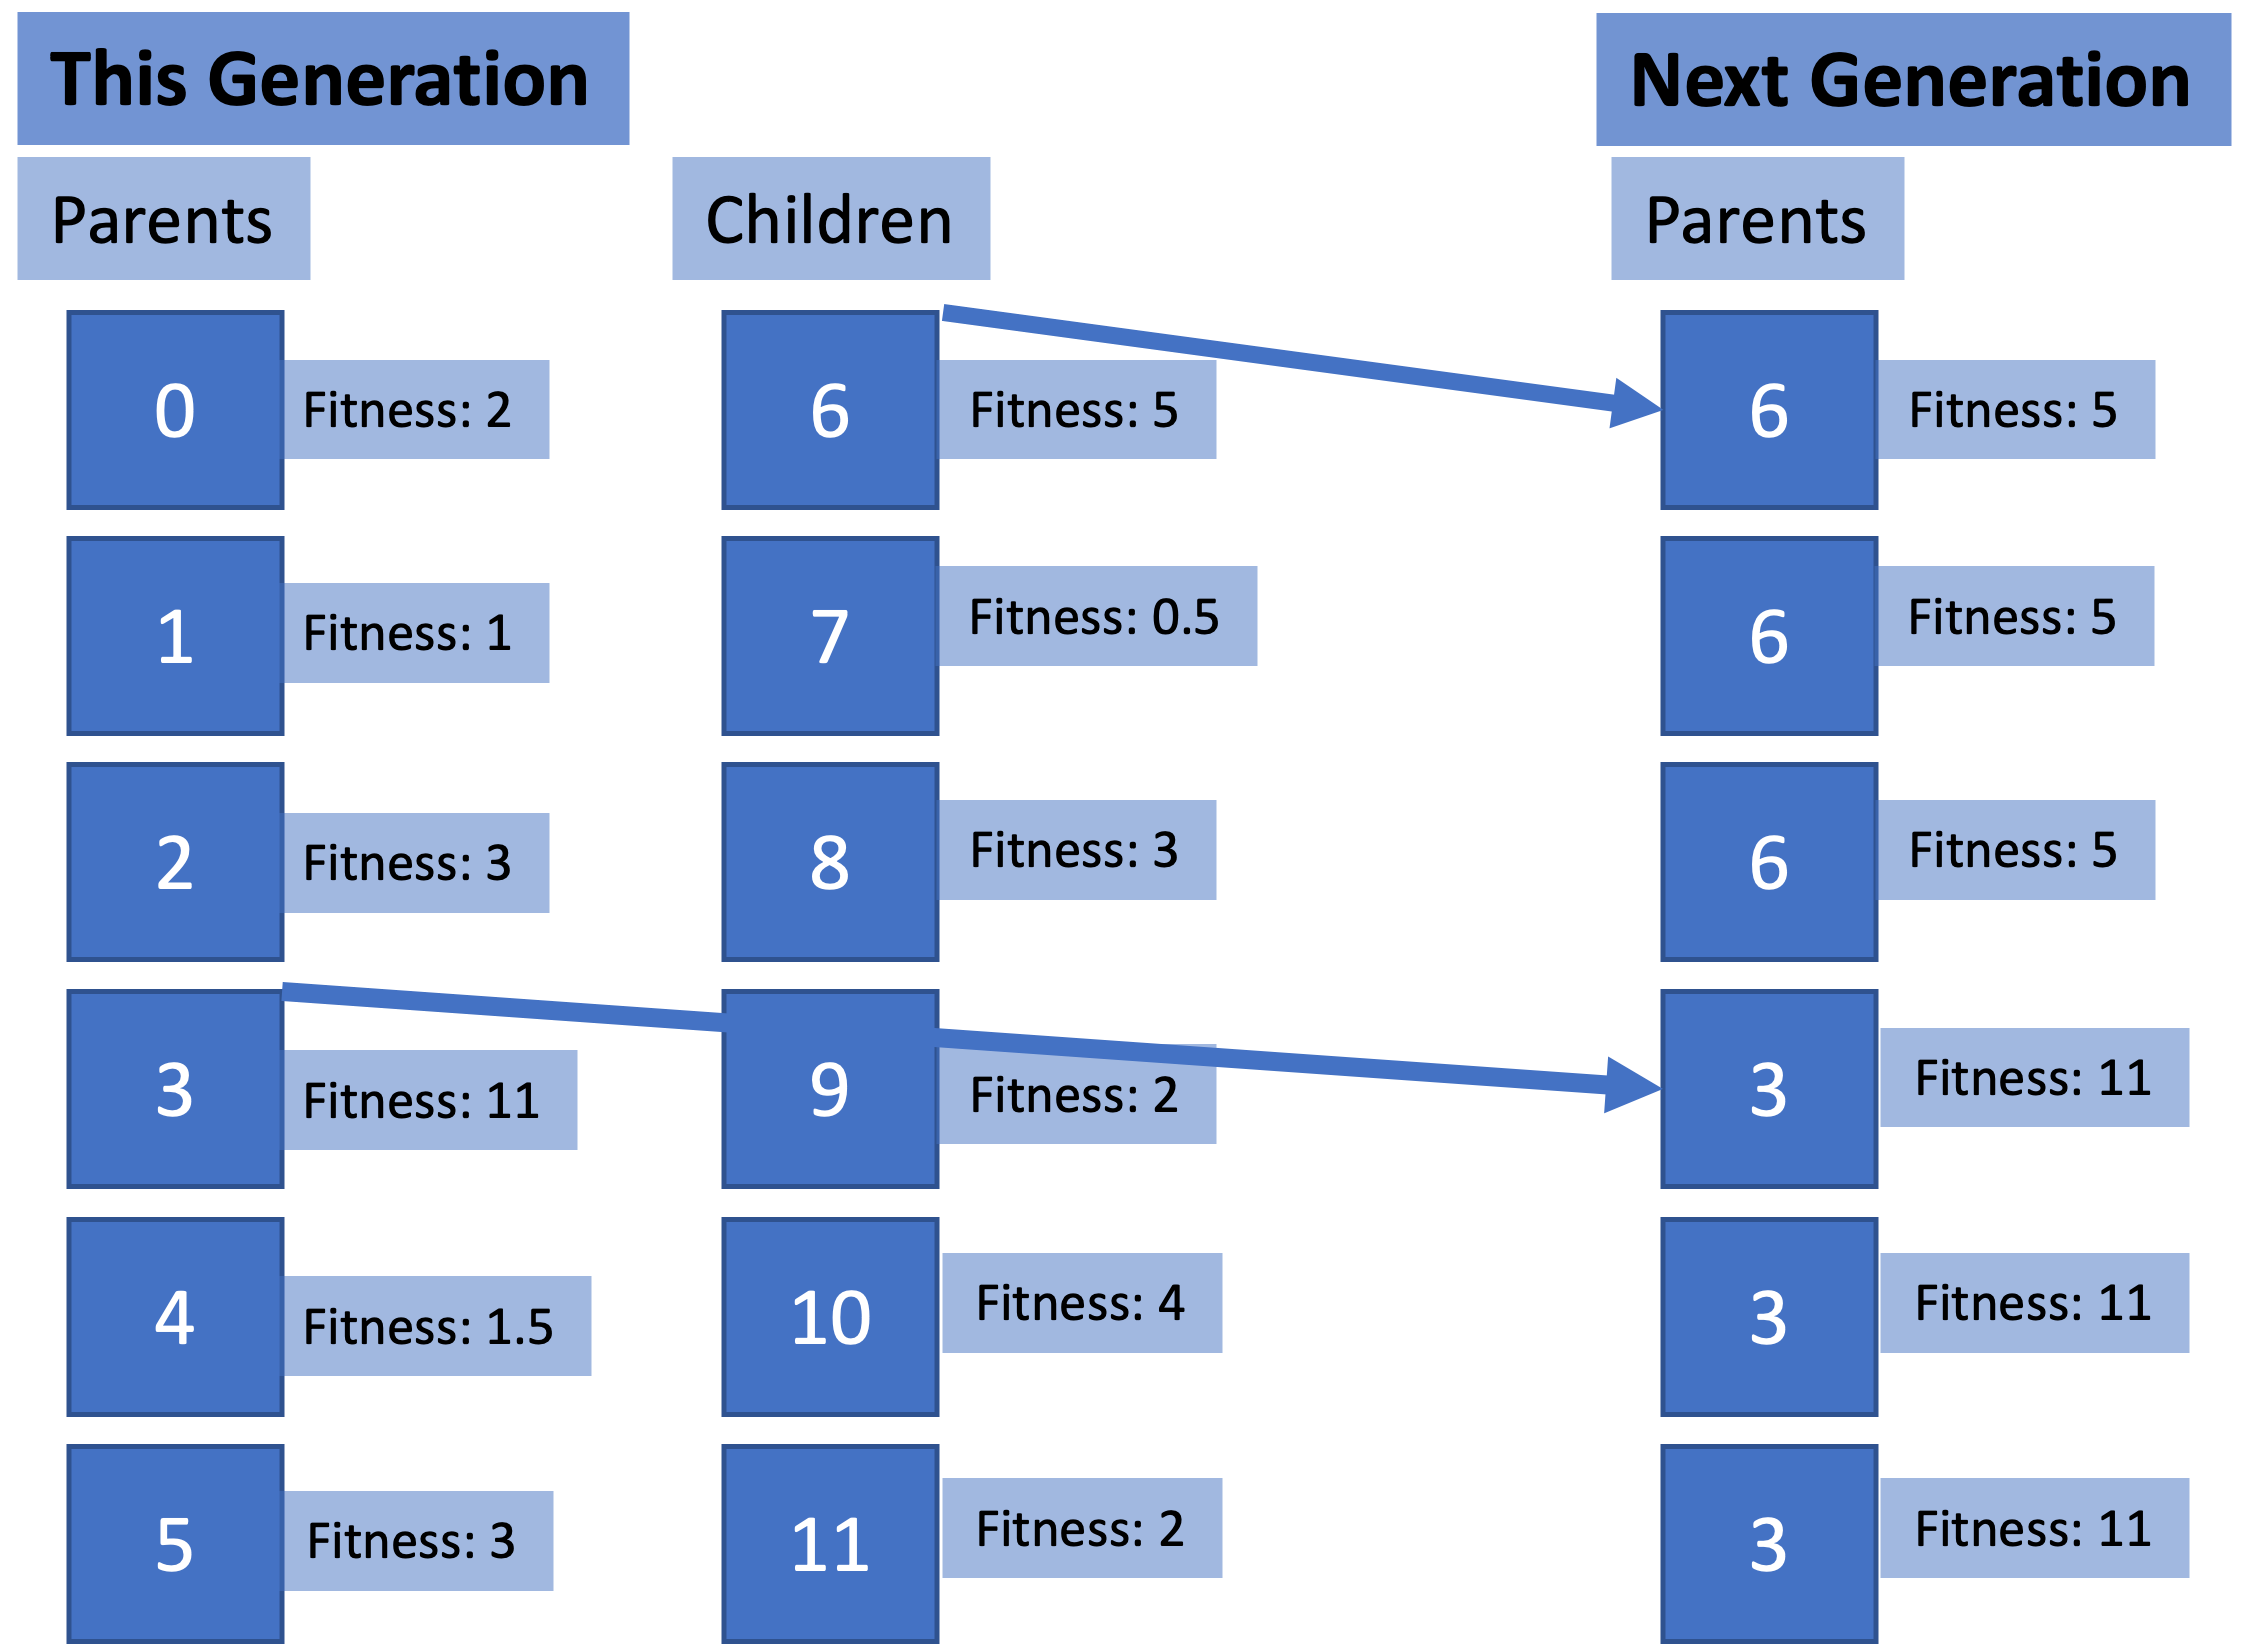 This Generation
Next Generation
Parents
Children
Parents
0 Fitness: 2
6 Fitness: 5
6 Fitness: 5
1 Fitness: 1
7 Fitness: 0.5
6 Fitness: 5
2 Fitness: 3
8 Fitness: 3
6 Fitness: 5
3 Fitness: 11
9 Fitness: 2
3 Fitness: 11
4 Fitness: 1.5
10 Fitness: 4
3 Fitness: 11
5 Fitness: 3
11 Fitness: 2
3 Fitness: 11